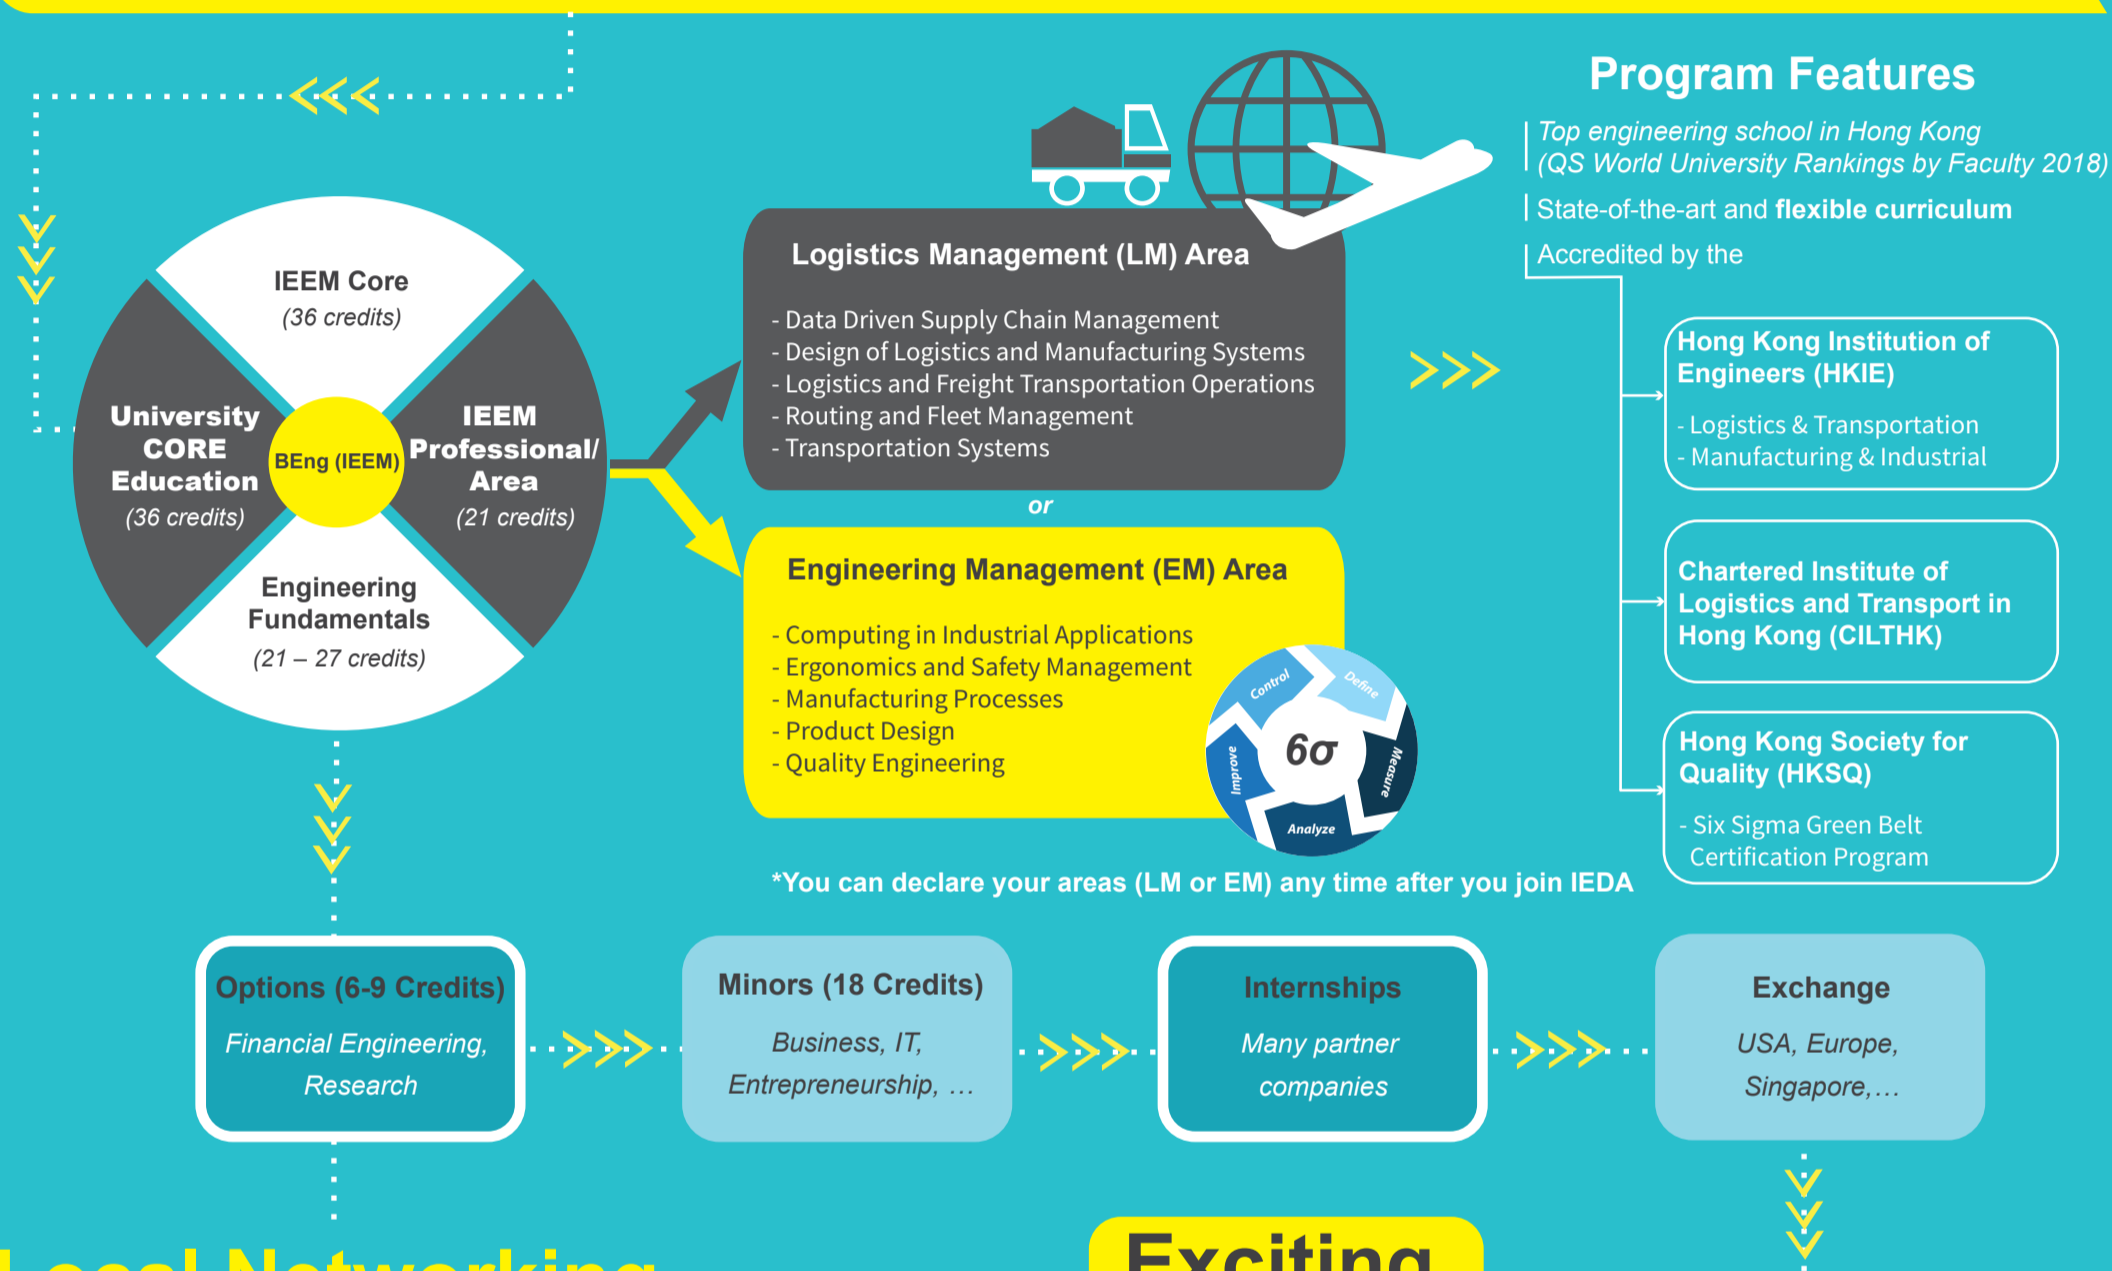 Program Features
Top engineering school in Hong Kong
(QS World University Rankings by Faculty 2018)
State-of-the-art and flexible curriculum
Accredited by the
Hong Kong Institution of
Engineers (HKIE)
- Logistics & Transportation
- Manufacturing & Industrial
Chartered Institute of
Logistics and Transport in
Hong Kong (CILTHK)
Hong Kong Society for
Quality (HKSQ)
- Six Sigma Green Belt
Certification Program
IEEM Core
(36 credits)
University
CORE
Education
(36 credits)
BEng (IEEM)
IEEM
Professional/
Area
(21 credits)
Engineering
Fundamentals
(21 – 27 credits)
Logistics Management (LM) Area
- Data Driven Supply Chain Management
- Design of Logistics and Manufacturing Systems
- Logistics and Freight Transportation Operations
- Routing and Fleet Management
- Transportation Systems
or
Engineering Management (EM) Area
- Computing in Industrial Applications
- Ergonomics and Safety Management
- Manufacturing Processes
- Product Design
- Quality Engineering
Control
Define
Measure
Analyze
Improve
6σ
*You can declare your areas (LM or EM) any time after you join IEDA
Options (6-9 Credits)
Financial Engineering,
Research
Minors (18 Credits)
Business, IT,
Entrepreneurship, ...
Internships
Many partner
companies
Exchange
USA, Europe,
Singapore,...
Local Networking
Exciting